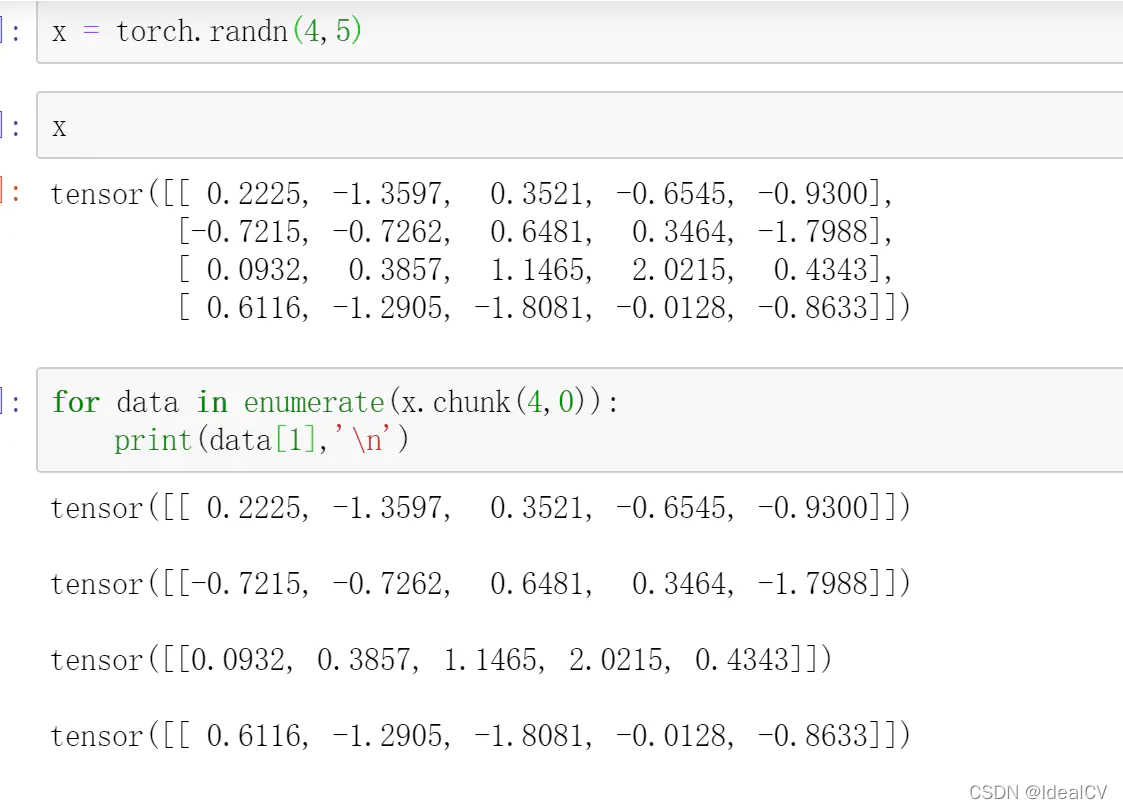 ]: x = torch.randn(4,5)
]: x
]: tensor([[ 0.2225, -1.3597,  0.3521, -0.6545, -0.9300],
        [-0.7215, -0.7262,  0.6481,  0.3464, -1.7988],
        [ 0.0932,  0.3857,  1.1465,  2.0215,  0.4343],
        [ 0.6116, -1.2905, -1.8081, -0.0128, -0.8633]])
]: for data in enumerate(x.chunk(4,0)):
    print(data[1],'\n')
tensor([[ 0.2225, -1.3597,  0.3521, -0.6545, -0.9300]])
tensor([[-0.7215, -0.7262,  0.6481,  0.3464, -1.7988]])
tensor([[0.0932, 0.3857, 1.1465, 2.0215, 0.4343]])
tensor([[ 0.6116, -1.2905, -1.8081, -0.0128, -0.8633]])
CSDN @IdealCV